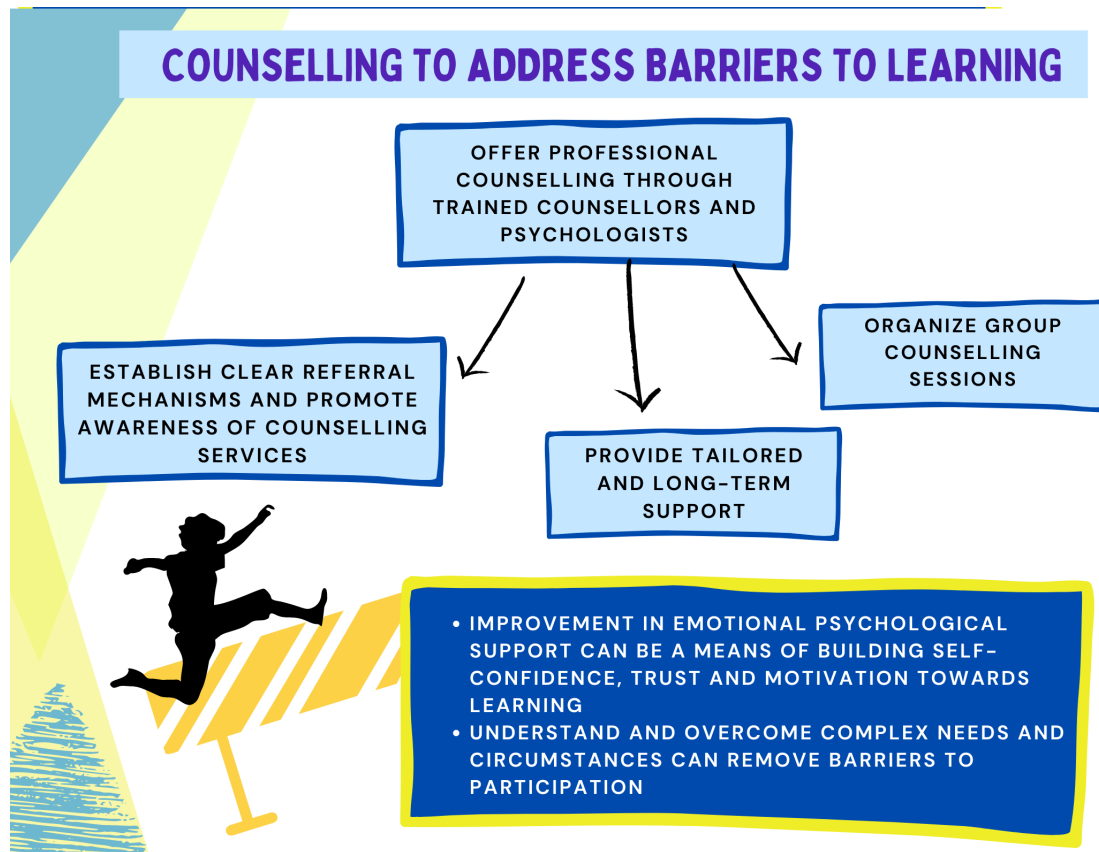 COUNSELLING TO ADDRESS BARRIERS TO LEARNING
OFFER PROFESSIONAL
COUNSELLING THROUGH
TRAINED COUNSELLORS AND
PSYCHOLOGISTS
ESTABLISH CLEAR REFERRAL
MECHANISMS AND PROMOTE
AWARENESS OF COUNSELLING
SERVICES
PROVIDE TAILORED
AND LONG-TERM
SUPPORT
ORGANIZE GROUP
COUNSELLING
SESSIONS
• IMPROVEMENT IN EMOTIONAL PSYCHOLOGICAL
SUPPORT CAN BE A MEANS OF BUILDING SELF-
CONFIDENCE, TRUST AND MOTIVATION TOWARDS
LEARNING
• UNDERSTAND AND OVERCOME COMPLEX NEEDS AND
CIRCUMSTANCES CAN REMOVE BARRIERS TO
PARTICIPATION